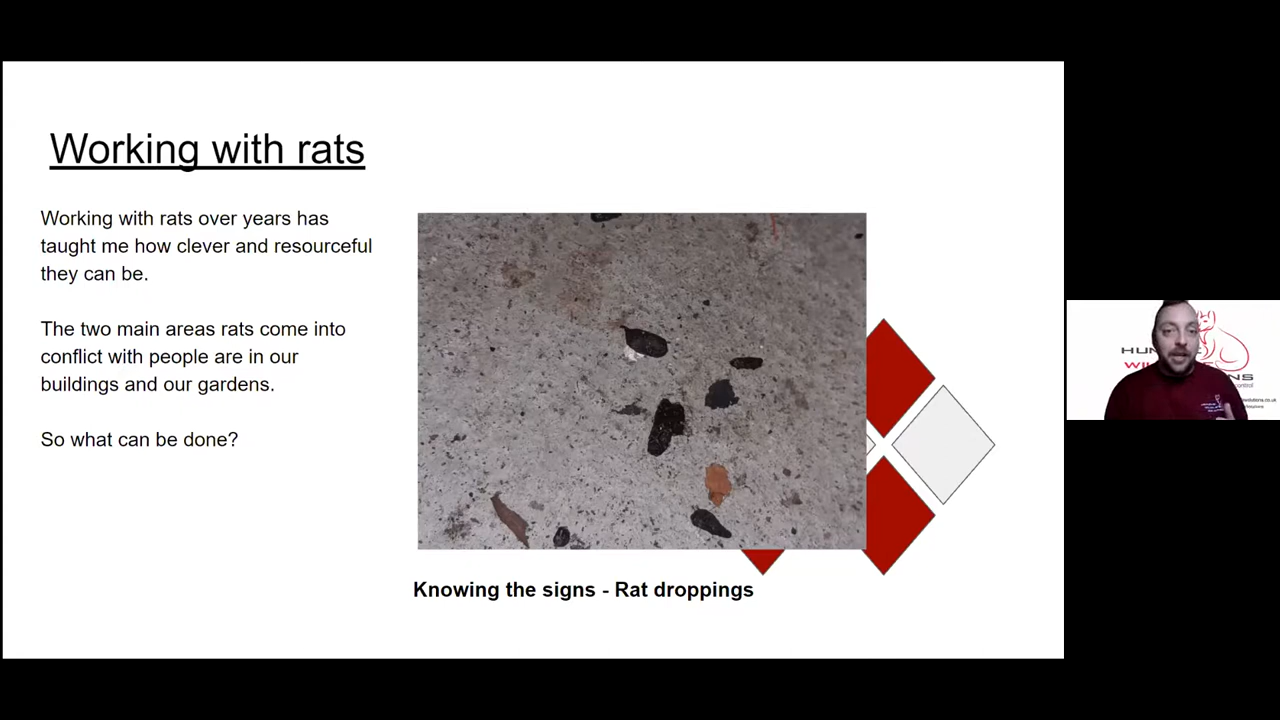 Working with rats
Working with rats over years has
taught me how clever and resourceful
they can be.
The two main areas rats come into
conflict with people are in our
buildings and our gardens.
So what can be done?
Knowing the signs - Rat droppings